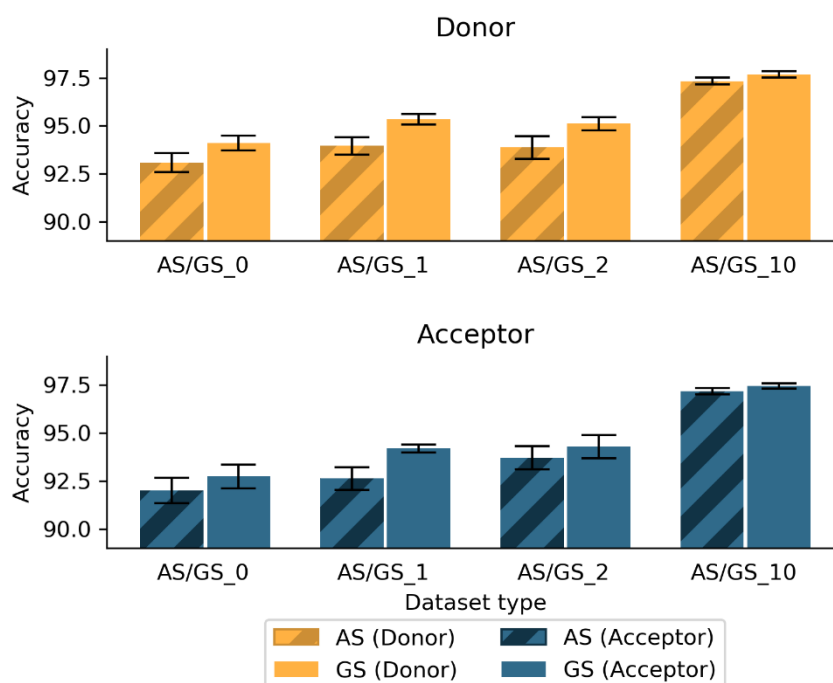 Donor
Accuracy
97.5
95.0
92.5
90.0
AS/GS_0 AS/GS_1 AS/GS_2 AS/GS_10
Acceptor
Accuracy
97.5
95.0
92.5
90.0
AS/GS_0 AS/GS_1 AS/GS_2 AS/GS_10
Dataset type
AS (Donor) AS (Acceptor)
GS (Donor) GS (Acceptor)